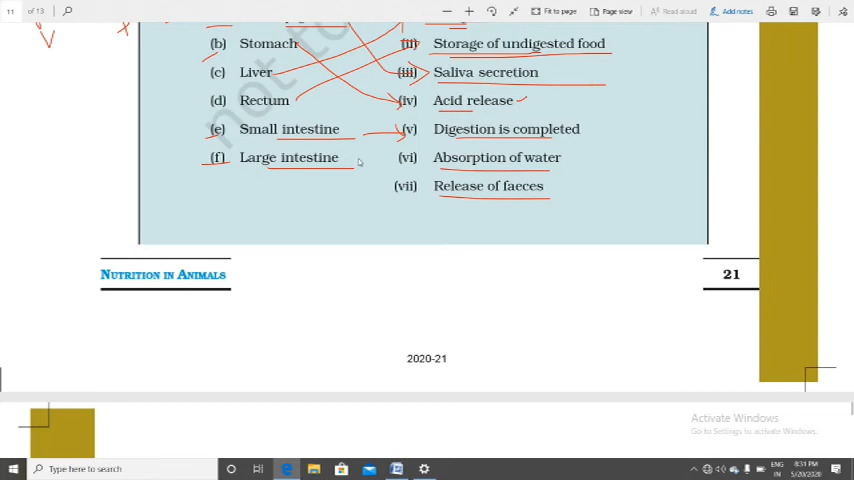 11 of 13
Fit to page Page view Read aloud Add notes
(b) Stomach (ii) Storage of undigested food
(c) Liver (iii) Saliva secretion
(d) Rectum (iv) Acid release
(e) Small intestine (v) Digestion is completed
(f) Large intestine (vi) Absorption of water
(vii) Release of faeces
not to
NUTRITION IN ANIMALS 21
2020-21
Activate Windows
Go to Settings to activate Windows.
Type here to search
ENG 8:31 PM
IN 5/20/2020